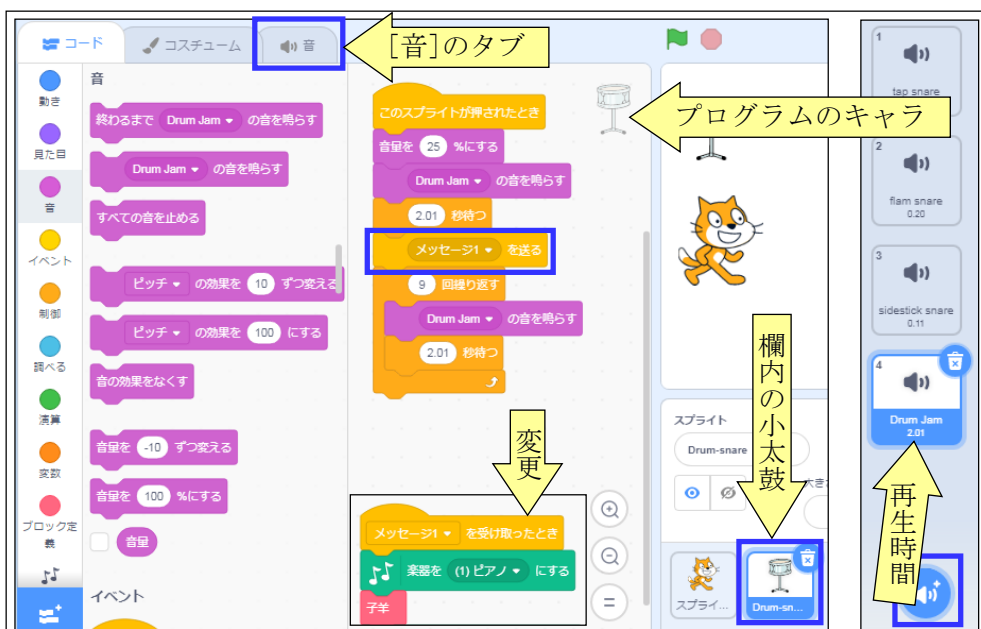 コード
コスチューム
音
[音]のタブ
動き
見た目
音
イベント
制御
調べる
演算
変数
ブロック定
義
音
終わるまで Drum Jam の音を鳴らす
Drum Jam の音を鳴らす
すべての音を止める
ピッチ の効果を 10 ずつ変える
ピッチ の効果を 100 にする
音の効果をなくす
音量を -10 ずつ変える
音量を 100 %にする
音量
イベント
このスプライトが押されたとき
音量を 25 %にする
Drum Jam の音を鳴らす
2.01 秒待つ
メッセージ1 を送る
9 回繰り返す
Drum Jam の音を鳴らす
2.01 秒待つ
変更
メッセージ1 を受け取ったとき
楽器を (1) ピアノ にする
子羊
プログラムのキャラ
欄内の小太鼓
スプライト
Drum-snare
大き
スプライ...
Drum-sn...
1
tap snare
2
flam snare
0.20
3
sidestick snare
0.11
4
Drum Jam
2.01
再生時間